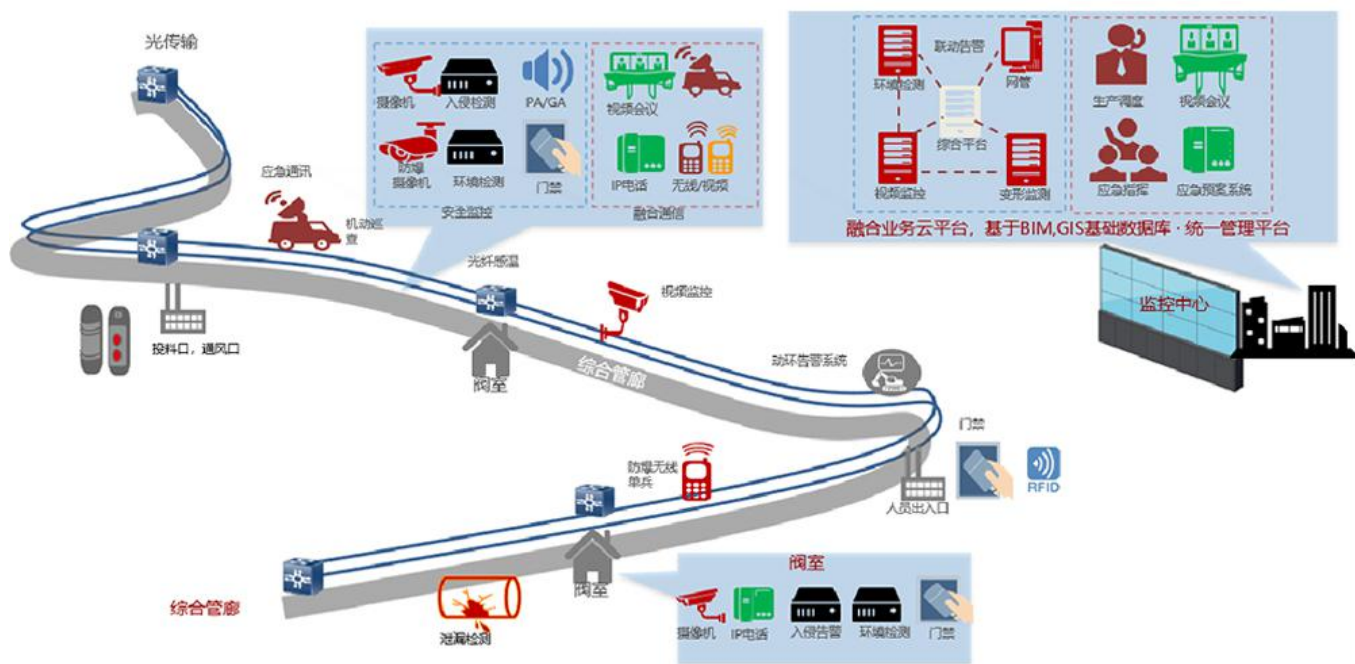 光传输
摄像机
入侵检测
PA/GA
防爆
摄像机
环境检测
门禁
安全监控
视频会议
IP电话
无线/视频
融合通信
环境检测
联动告警
网管
综合平台
视频监控
变形监测
生产调度
视频会议
应急指挥
应急预案系统
融合业务云平台，基于BIM,GIS基础数据库·统一管理平台
监控中心
应急通讯
机动巡
查
光纤感温
视频监控
投料口，通风口
阀室
综合管廊
动环告警系统
门禁
RFID
人员出入口
防爆无线
单兵
阀室
综合管廊
泄漏检测
阀室
摄像机
IP电话
入侵告警
环境检测
门禁